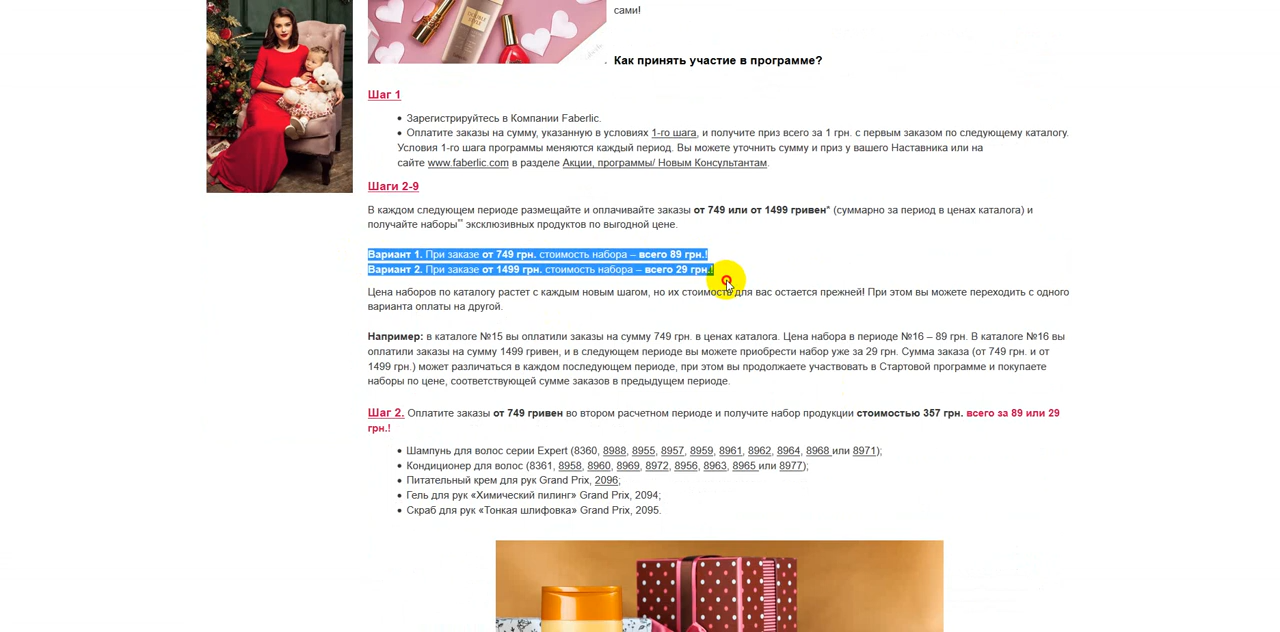 сами!
Как принять участие в программе?
Шаг 1
• Зарегистрируйтесь в Компании Faberlic.
• Оплатите заказы на сумму, указанную в условиях 1-го шага, и получите приз всего за 1 грн. с первым заказом по следующему каталогу.
Условия 1-го шага программы меняются каждый период. Вы можете уточнить сумму и приз у вашего Наставника или на
сайте www.faberlic.com в разделе Акции, программы/ Новым Консультантам.
Шаги 2-9
В каждом следующем периоде размещайте и оплачивайте заказы от 749 или от 1499 гривен* (суммарно за период в ценах каталога) и
получайте наборы** эксклюзивных продуктов по выгодной цене.
Вариант 1. При заказе от 749 грн. стоимость набора – всего 89 грн.!
Вариант 2. При заказе от 1499 грн. стоимость набора – всего 29 грн.!
Цена наборов по каталогу растет с каждым новым шагом, но их стоимость для вас остается прежней! При этом вы можете переходить с одного
варианта оплаты на другой.
Например: в каталоге №15 вы оплатили заказы на сумму 749 грн. в ценах каталога. Цена набора в периоде №16 – 89 грн. В каталоге №16 вы
оплатили заказы на сумму 1499 гривен, и в следующем периоде вы можете приобрести набор уже за 29 грн. Сумма заказа (от 749 грн. и от
1499 грн.) может различаться в каждом последующем периоде, при этом вы продолжаете участвовать в Стартовой программе и покупаете
наборы по цене, соответствующей сумме заказов в предыдущем периоде.
Шаг 2. Оплатите заказы от 749 гривен во втором расчетном периоде и получите набор продукции стоимостью 357 грн. всего за 89 или 29
грн.!
• Шампунь для волос серии Expert (8360, 8988, 8955, 8957, 8959, 8961, 8962, 8964, 8968 или 8971);
• Кондиционер для волос (8361, 8958, 8960, 8969, 8972, 8956, 8963, 8965 или 8977);
• Питательный крем для рук Grand Prix, 2096;
• Гель для рук «Химический пилинг» Grand Prix, 2094;
• Скраб для рук «Тонкая шлифовка» Grand Prix, 2095.